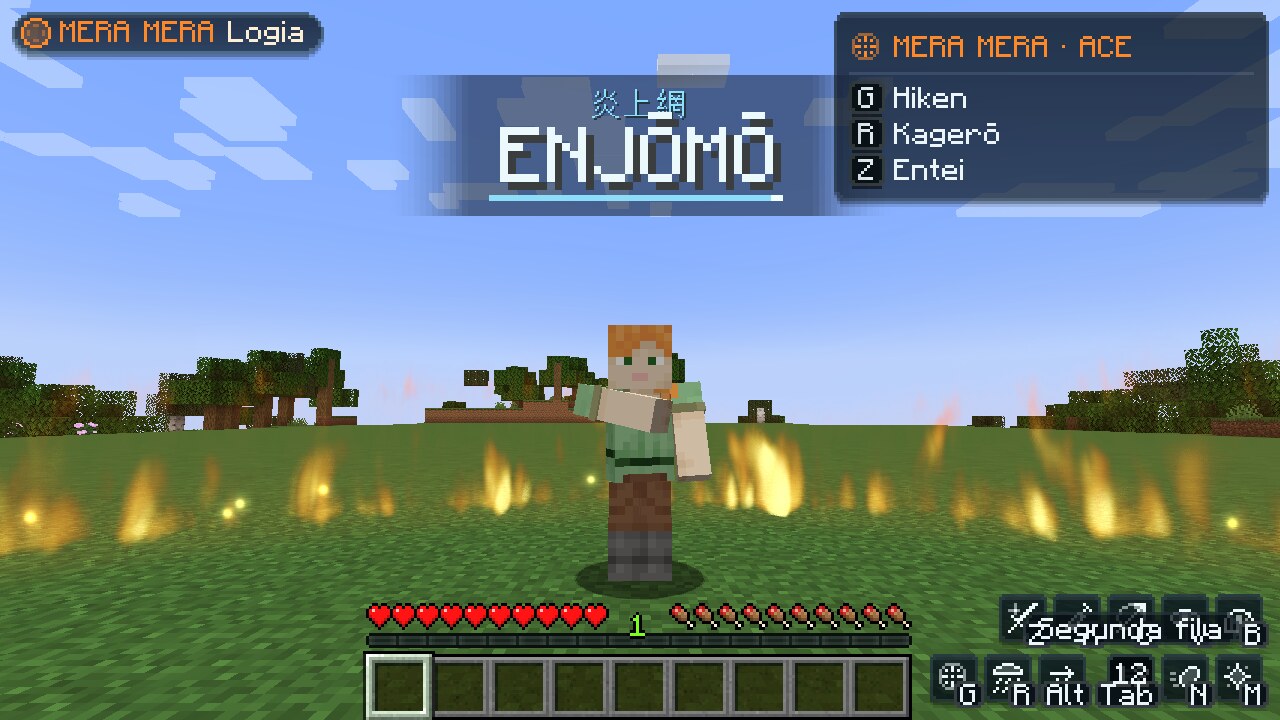 MERA MERA Logia
炎上網
ENJŌMŌ
MERA MERA · ACE
G Hiken
R Kagerō
Z Entei
1
Segunda fila
Z
B
12
G R Alt Tab N M